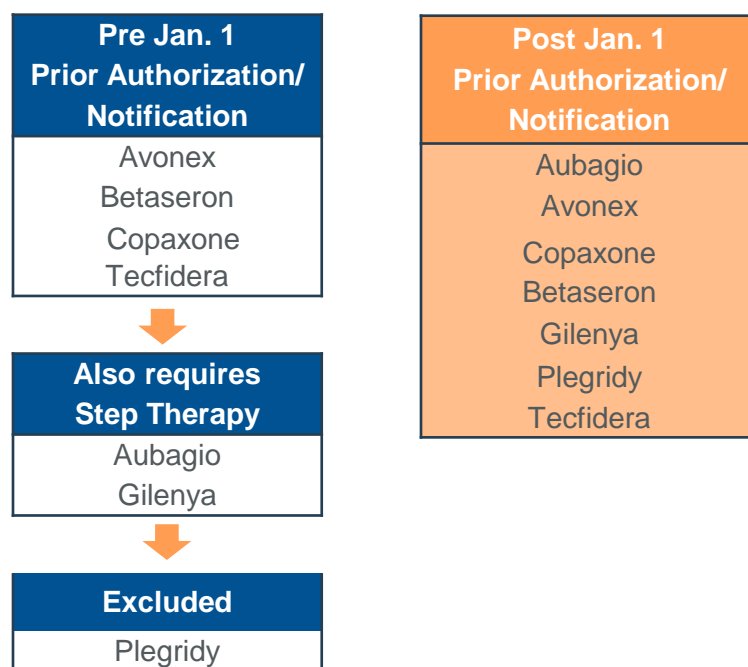 Pre Jan. 1
Prior Authorization/
Notification
Avonex
Betaseron
Copaxone
Tecfidera
Also requires
Step Therapy
Aubagio
Gilenya
Excluded
Plegridy
Post Jan. 1
Prior Authorization/
Notification
Aubagio
Avonex
Copaxone
Betaseron
Gilenya
Plegridy
Tecfidera